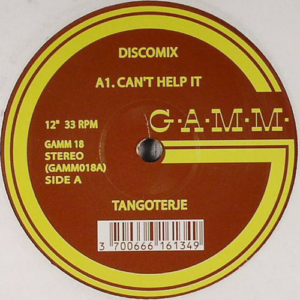 DISCOMIX
A1. CAN'T HELP IT
G·A·M·M·
12" 33 RPM
GAMM 18
STEREO
(GAMM018A)
SIDE A
TANGOTERJE
3 700666 161349